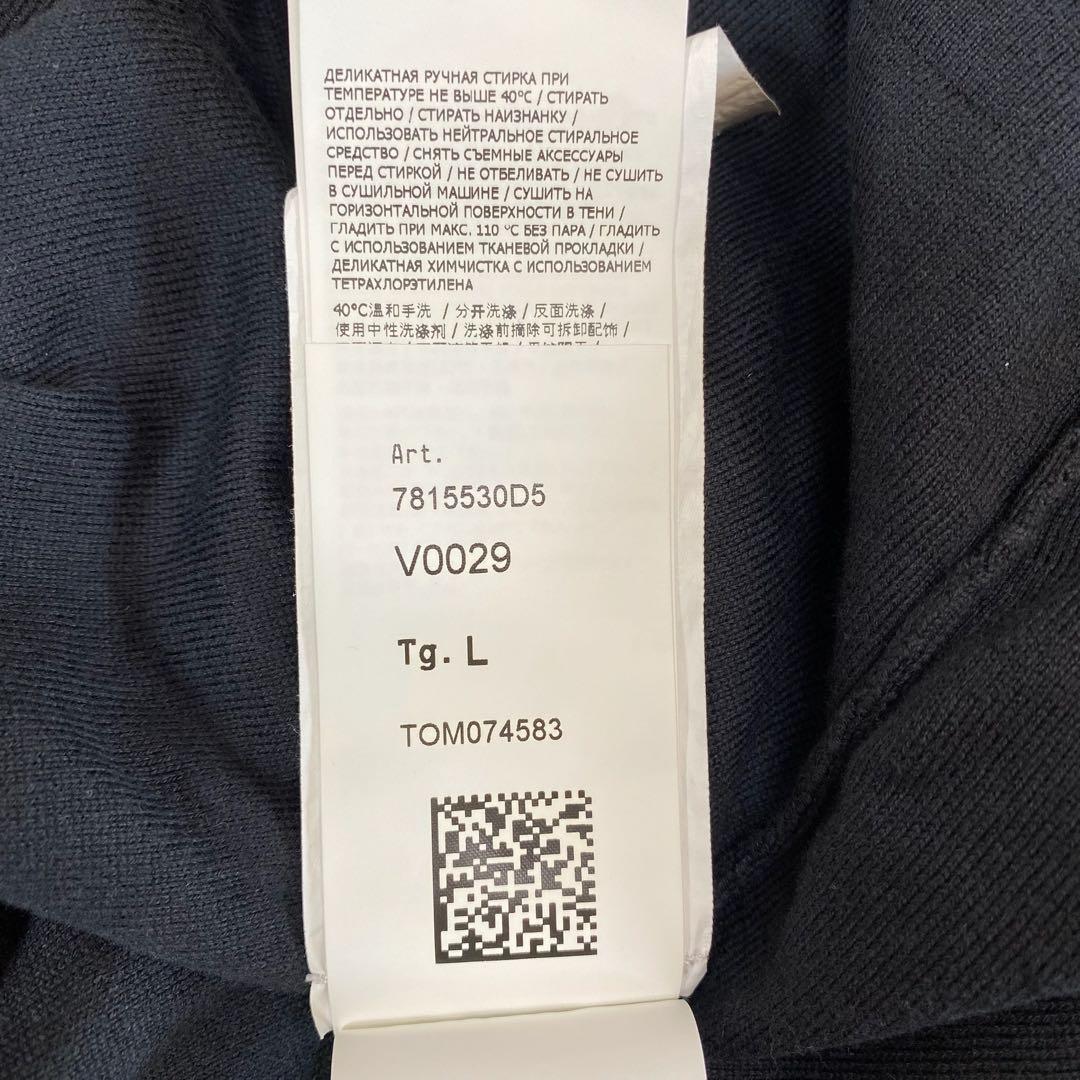 ДЕЛИКАТНАЯ РУЧНАЯ СТИРКА ПРИ
ТЕМПЕРАТУРЕ НЕ ВЫШЕ 40°C / СТИРАТЬ
ОТДЕЛЬНО / СТИРАТЬ НАИЗНАНКУ /
ИСПОЛЬЗОВАТЬ НЕЙТРАЛЬНОЕ СТИРАЛЬНОЕ
СРЕДСТВО / СНЯТЬ СЪЕМНЫЕ АКСЕССУАРЫ
ПЕРЕД СТИРКОЙ / НЕ ОТБЕЛИВАТЬ / НЕ СУШИТЬ
В СУШИЛЬНОЙ МАШИНЕ / СУШИТЬ НА
ГОРИЗОНТАЛЬНОЙ ПОВЕРХНОСТИ В ТЕНИ /
ГЛАДИТЬ ПРИ МАКС. 110 °C БЕЗ ПАРА / ГЛАДИТЬ
С ИСПОЛЬЗОВАНИЕМ ТКАНЕВОЙ ПРОКЛАДКИ /
ДЕЛИКАТНАЯ ХИМЧИСТКА С ИСПОЛЬЗОВАНИЕМ
ТЕТРАХЛОРЭТИЛЕНА
40°C温和手洗 / 分开洗涤 / 反面洗涤 /
使用中性洗涤剂 / 洗涤前摘除可拆卸配饰 /
Art.
7815530D5
V0029
Tg. L
TOM074583